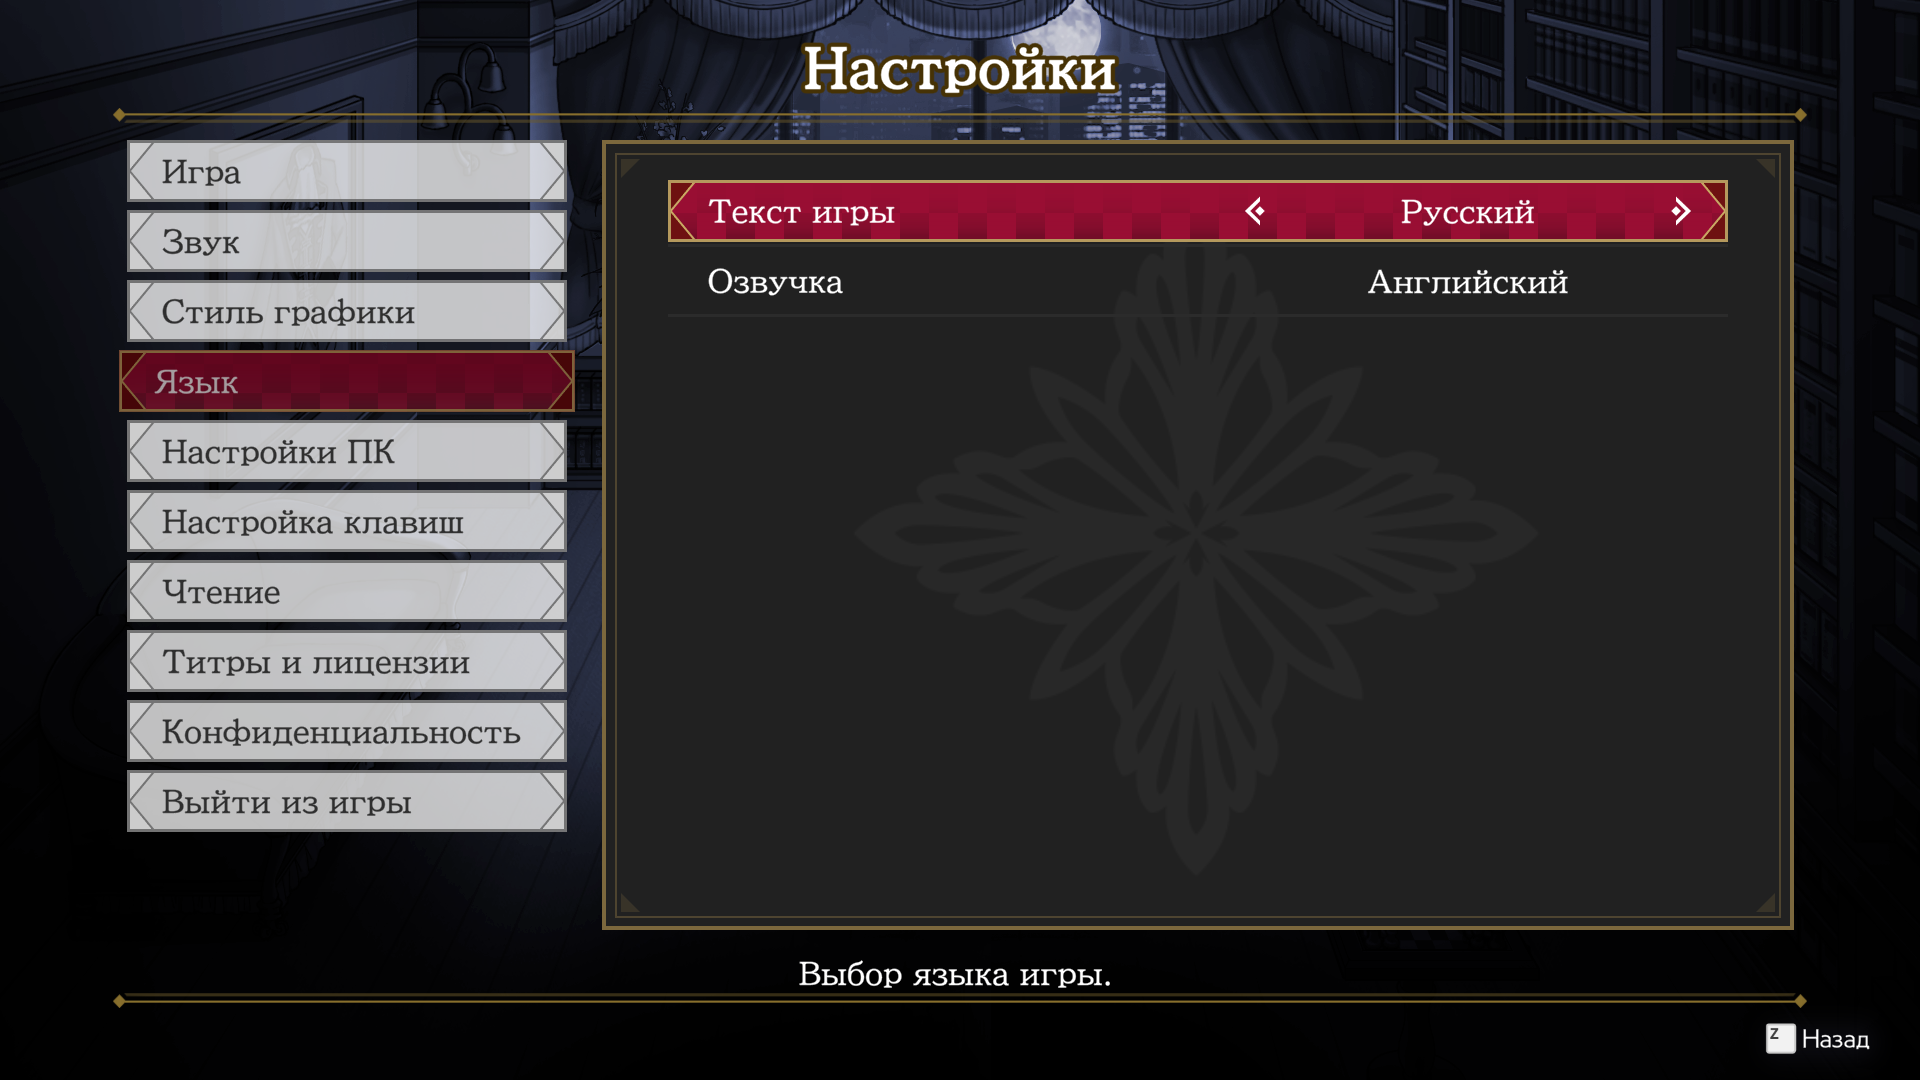 Настройки
Игра
Звук
Стиль графики
Язык
Настройки ПК
Настройка клавиш
Чтение
Титры и лицензии
Конфиденциальность
Выйти из игры
Текст игры Русский
Озвучка Английский
Выбор языка игры.
Z Назад